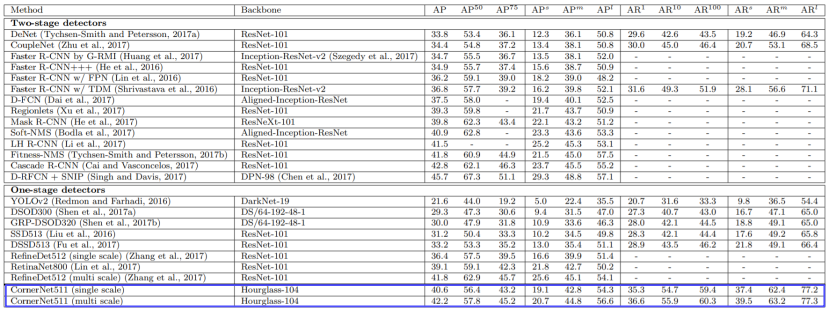 Method Backbone AP AP50 AP75 APs APm APl AR1 AR10 AR100 ARs ARm ARl
Two-stage detectors
DeNet (Tychsen-Smith and Petersson, 2017a) ResNet-101 33.8 53.4 36.1 12.3 36.1 50.8 29.6 42.6 43.5 19.2 46.9 64.3
CoupleNet (Zhu et al., 2017) ResNet-101 34.4 54.8 37.2 13.4 38.1 50.8 30.0 45.0 46.4 20.7 53.1 68.5
Faster R-CNN by G-RMI (Huang et al., 2017) Inception-ResNet-v2 (Szegedy et al., 2017) 34.7 55.5 36.7 13.5 38.1 52.0 - - - - - -
Faster R-CNN+++ (He et al., 2016) ResNet-101 34.9 55.7 37.4 15.6 38.7 50.9 - - - - - -
Faster R-CNN w/ FPN (Lin et al., 2016) ResNet-101 36.2 59.1 39.0 18.2 39.0 48.2 - - - - - -
Faster R-CNN w/ TDM (Shrivastava et al., 2016) Inception-ResNet-v2 36.8 57.7 39.2 16.2 39.8 52.1 31.6 49.3 51.9 28.1 56.6 71.1
D-FCN (Dai et al., 2017) Aligned-Inception-ResNet 37.5 58.0 - 19.4 40.1 52.5 - - - - - -
Regionlets (Xu et al., 2017) ResNet-101 39.3 59.8 - 21.7 43.7 50.9 - - - - - -
Mask R-CNN (He et al., 2017) ResNeXt-101 39.8 62.3 43.4 22.1 43.2 51.2 - - - - - -
Soft-NMS (Bodla et al., 2017) Aligned-Inception-ResNet 40.9 62.8 - 23.3 43.6 53.3 - - - - - -
LH R-CNN (Li et al., 2017) ResNet-101 41.5 - - 25.2 45.3 53.1 - - - - - -
Fitness-NMS (Tychsen-Smith and Petersson, 2017b) ResNet-101 41.8 60.9 44.9 21.5 45.0 57.5 - - - - - -
Cascade R-CNN (Cai and Vasconcelos, 2017) ResNet-101 42.8 62.1 46.3 23.7 45.5 55.2 - - - - - -
D-RFCN + SNIP (Singh and Davis, 2017) DPN-98 (Chen et al., 2017) 45.7 67.3 51.1 29.3 48.8 57.1 - - - - - -
One-stage detectors
YOLOv2 (Redmon and Farhadi, 2016) DarkNet-19 21.6 44.0 19.2 5.0 22.4 35.5 20.7 31.6 33.3 9.8 36.5 54.4
DSOD300 (Shen et al., 2017a) DS/64-192-48-1 29.3 47.3 30.6 9.4 31.5 47.0 27.3 40.7 43.0 16.7 47.1 65.0
GRP-DSOD320 (Shen et al., 2017b) DS/64-192-48-1 30.0 47.9 31.8 10.9 33.6 46.3 28.0 42.1 44.5 18.8 49.1 65.0
SSD513 (Liu et al., 2016) ResNet-101 31.2 50.4 33.3 10.2 34.5 49.8 28.3 42.1 44.4 17.6 49.2 65.8
DSSD513 (Fu et al., 2017) ResNet-101 33.2 53.3 35.2 13.0 35.4 51.1 28.9 43.5 46.2 21.8 49.1 66.4
RefineDet512 (single scale) (Zhang et al., 2017) ResNet-101 36.4 57.5 39.5 16.6 39.9 51.4 - - - - - -
RetinaNet800 (Lin et al., 2017) ResNet-101 39.1 59.1 42.3 21.8 42.7 50.2 - - - - - -
RefineDet512 (multi scale) (Zhang et al., 2017) ResNet-101 41.8 62.9 45.7 25.6 45.1 54.1 - - - - - -
CornerNet511 (single scale) Hourglass-104 40.6 56.4 43.2 19.1 42.8 54.3 35.3 54.7 59.4 37.4 62.4 77.2
CornerNet511 (multi scale) Hourglass-104 42.2 57.8 45.2 20.7 44.8 56.6 36.6 55.9 60.3 39.5 63.2 77.3